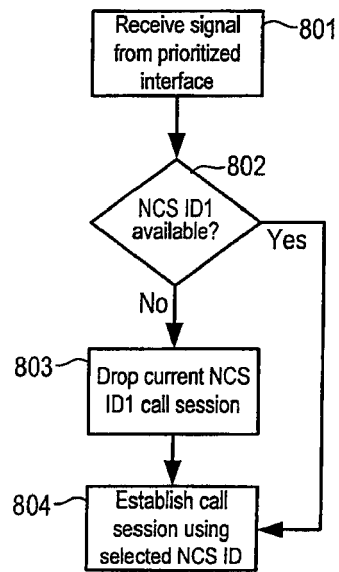 Receive signal
from prioritized
interface
801
802
NCS ID1
available?
Yes
No
803
Drop current NCS
ID1 call session
804
Establish call
session using
selected NCS ID